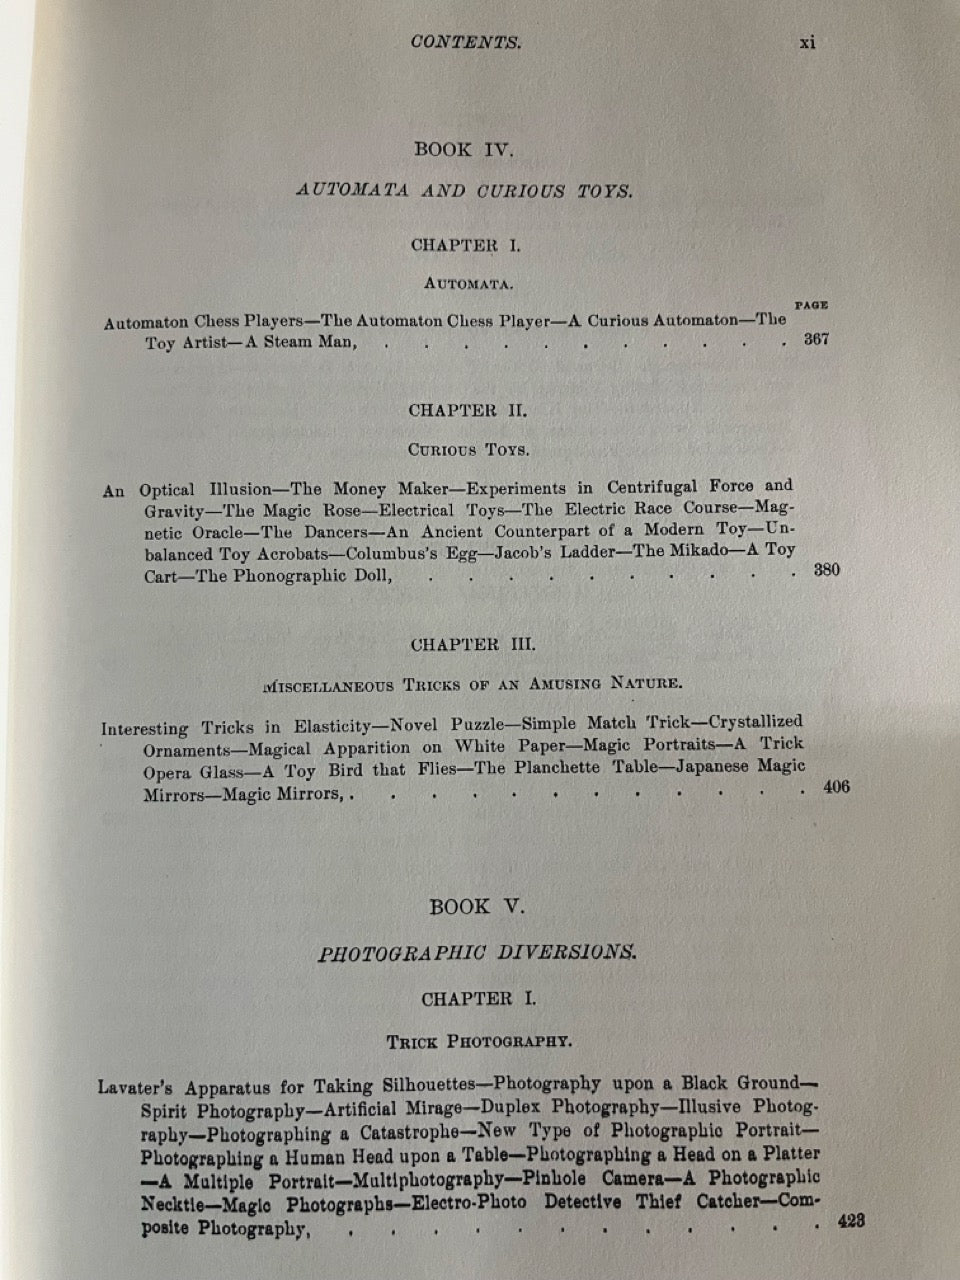 CONTENTS. xi
BOOK IV.
AUTOMATA AND CURIOUS TOYS.
CHAPTER I.
AUTOMATA.
PAGE
Automaton Chess Players—The Automaton Chess Player—A Curious Automaton—The
Toy Artist—A Steam Man, . . . . . . . . . . . 367
CHAPTER II.
CURIOUS TOYS.
An Optical Illusion—The Money Maker—Experiments in Centrifugal Force and
Gravity—The Magic Rose—Electrical Toys—The Electric Race Course—Mag-
netic Oracle—The Dancers—An Ancient Counterpart of a Modern Toy—Un-
balanced Toy Acrobats—Columbus's Egg—Jacob's Ladder—The Mikado—A Toy
Cart—The Phonographic Doll, . . . . . . . . . . 380
CHAPTER III.
MISCELLANEOUS TRICKS OF AN AMUSING NATURE.
Interesting Tricks in Elasticity—Novel Puzzle—Simple Match Trick—Crystallized
Ornaments—Magical Apparition on White Paper—Magic Portraits—A Trick
Opera Glass—A Toy Bird that Flies—The Planchette Table—Japanese Magic
Mirrors—Magic Mirrors, . . . . . . . . . . . . 406
BOOK V.
PHOTOGRAPHIC DIVERSIONS.
CHAPTER I.
TRICK PHOTOGRAPHY.
Lavater's Apparatus for Taking Silhouettes—Photography upon a Black Ground—
Spirit Photography—Artificial Mirage—Duplex Photography—Illusive Photog-
raphy—Photographing a Catastrophe—New Type of Photographic Portrait—
Photographing a Human Head upon a Table—Photographing a Head on a Platter
—A Multiple Portrait—Multiphotography—Pinhole Camera—A Photographic
Necktie—Magic Photographs—Electro-Photo Detective Thief Catcher—Com-
posite Photography, . . . . . . . . . . . . 423